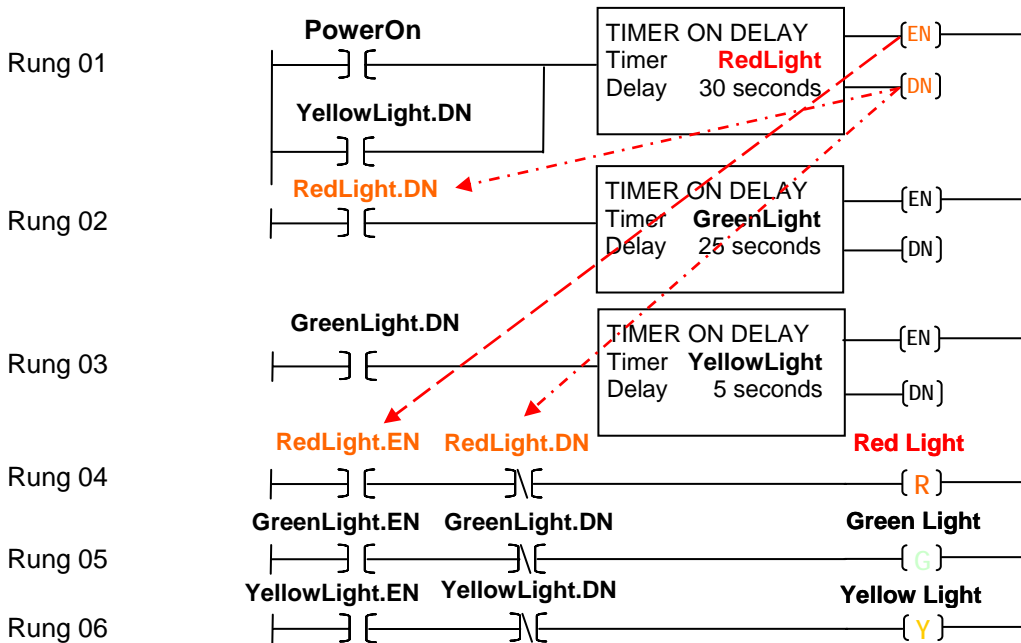 PowerOn
Rung 01
TIMER ON DELAY
Timer RedLight
Delay 30 seconds
EN
DN
YellowLight.DN
RedLight.DN
Rung 02
TIMER ON DELAY
Timer GreenLight
Delay 25 seconds
EN
DN
GreenLight.DN
Rung 03
TIMER ON DELAY
Timer YellowLight
Delay 5 seconds
EN
DN
RedLight.EN RedLight.DN Red Light
Rung 04 R
GreenLight.EN GreenLight.DN Green Light
Rung 05 G
YellowLight.EN YellowLight.DN Yellow Light
Rung 06 Y